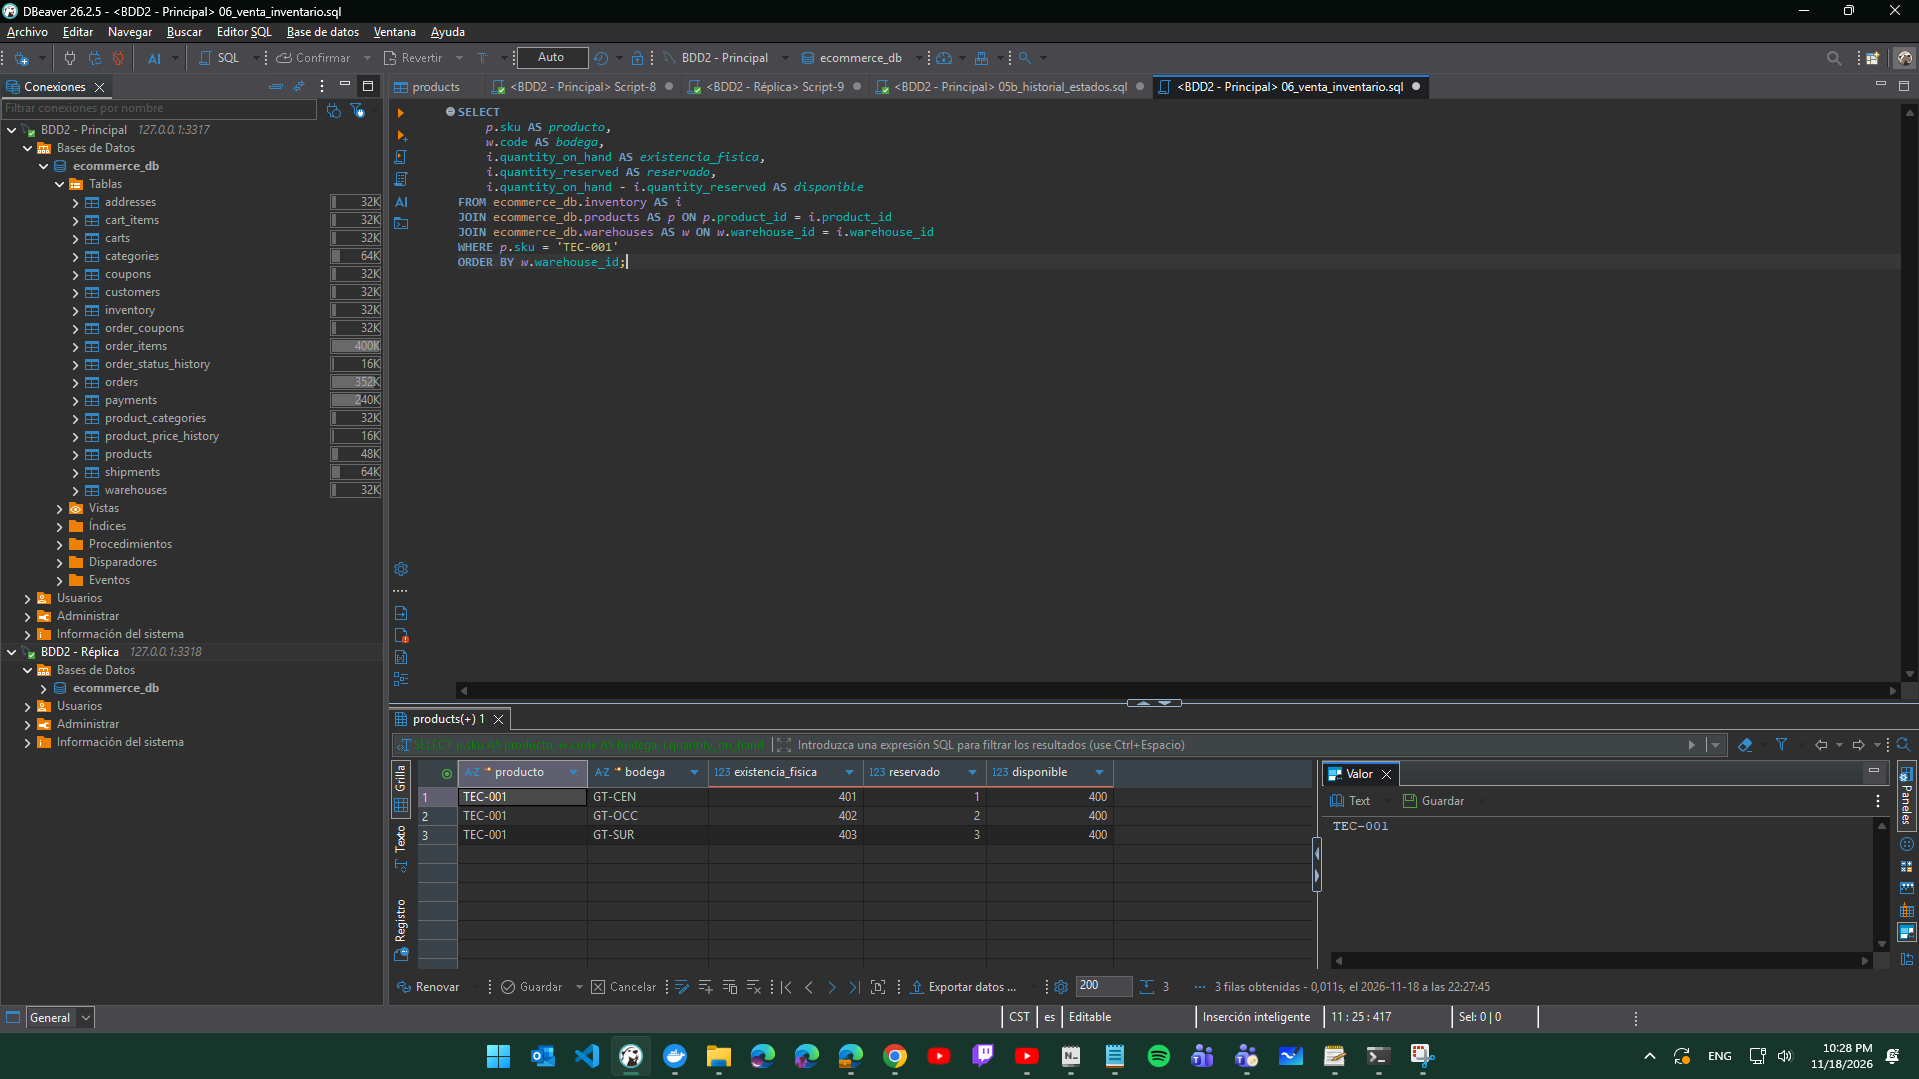 DBeaver 26.2.5 - <BDD2 - Principal> 06_venta_inventario.sql
Archivo Editar Navegar Buscar Editor SQL Base de datos Ventana Ayuda
AI SQL Confirmar Revertir Auto BDD2 - Principal ecommerce_db
Conexiones
products <BDD2 - Principal> Script-8 <BDD2 - Réplica> Script-9 <BDD2 - Principal> 05b_historial_estados.sql <BDD2 - Principal> 06_venta_inventario.sql
Filtrar conexiones por nombre
BDD2 - Principal 127.0.0.1:3317
Bases de Datos
ecommerce_db
Tablas
addresses 32K
cart_items 32K
carts 32K
categories 64K
coupons 32K
customers 32K
inventory 32K
order_coupons 32K
order_items 400K
order_status_history 16K
orders 352K
payments 240K
product_categories 32K
product_price_history 16K
products 48K
shipments 64K
warehouses 32K
Vistas
Índices
Procedimientos
Disparadores
Eventos
Usuarios
Administrar
Información del sistema
BDD2 - Réplica 127.0.0.1:3318
Bases de Datos
ecommerce_db
Usuarios
Administrar
Información del sistema
AI
SELECT
p.sku AS producto,
w.code AS bodega,
i.quantity_on_hand AS existencia_fisica,
i.quantity_reserved AS reservado,
i.quantity_on_hand - i.quantity_reserved AS disponible
FROM ecommerce_db.inventory AS i
JOIN ecommerce_db.products AS p ON p.product_id = i.product_id
JOIN ecommerce_db.warehouses AS w ON w.warehouse_id = i.warehouse_id
WHERE p.sku = 'TEC-001'
ORDER BY w.warehouse_id;
products(+) 1
SELECT p.sku AS producto, w.code AS bodega, i.quantity_on_hand Introduzca una expresión SQL para filtrar los resultados (use Ctrl+Espacio)
Grilla
Texto
Registro
A-Z producto A-Z bodega 123 existencia_fisica 123 reservado 123 disponible
1 TEC-001 GT-CEN 401 1 400
2 TEC-001 GT-OCC 402 2 400
3 TEC-001 GT-SUR 403 3 400
Valor
Text Guardar
TEC-001
Paneles
Renovar Guardar Cancelar Exportar datos ... 200 3 3 filas obtenidas - 0,011s, el 2026-11-18 a las 22:27:45
General
CST es Editable Inserción inteligente 11 : 25 : 417 Sel: 0 | 0
ENG
10:28 PM
11/18/2026